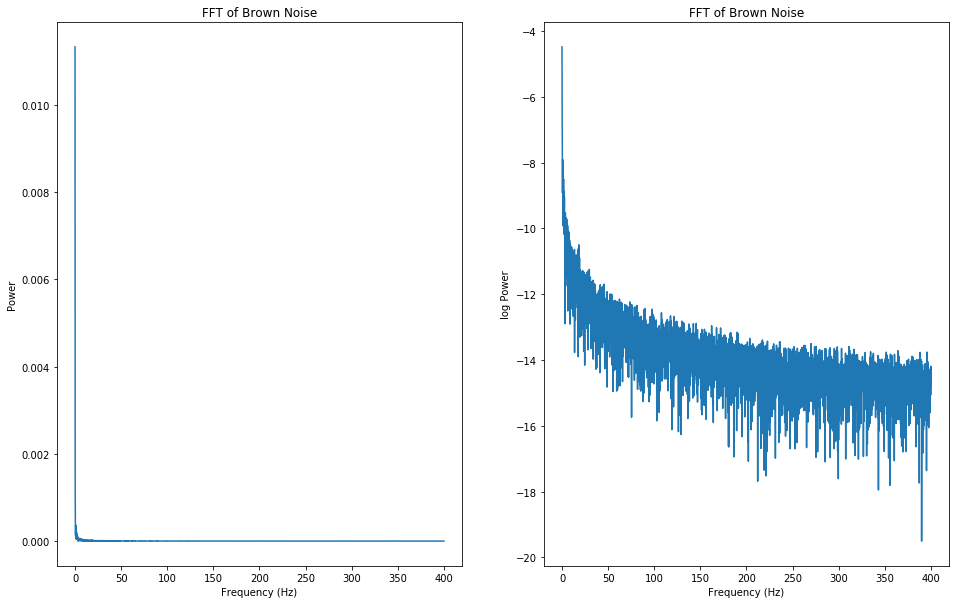 FFT of Brown Noise
Power
0.010
0.008
0.006
0.004
0.002
0.000
0 50 100 150 200 250 300 350 400
Frequency (Hz)
FFT of Brown Noise
log Power
−4
−6
−8
−10
−12
−14
−16
−18
−20
0 50 100 150 200 250 300 350 400
Frequency (Hz)